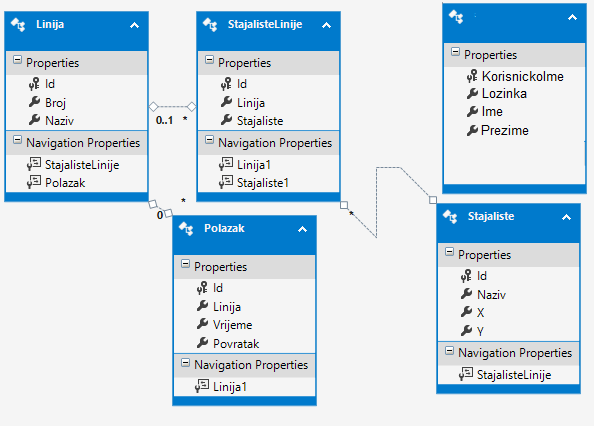 Linija
Properties
Id
Broj
Naziv
Navigation Properties
StajalisteLinije
Polazak
StajalisteLinije
Properties
Id
Linija
Stajaliste
Navigation Properties
Linija1
Stajaliste1
Properties
KorisnickoIme
Lozinka
Ime
Prezime
0..1
*
*
0
*
Polazak
Properties
Id
Linija
Vrijeme
Povratak
Navigation Properties
Linija1
Stajaliste
Properties
Id
Naziv
X
Y
Navigation Properties
StajalisteLinije